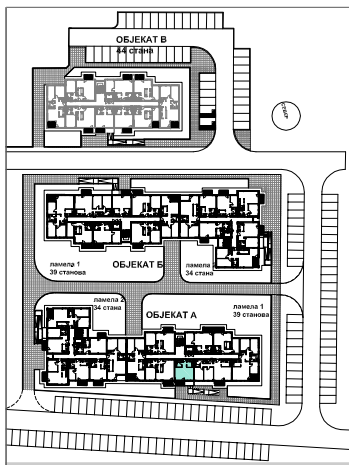 ОБЈЕКАТ В
44 стана
СЕВЕР
ламела 1
39 станова
ОБЈЕКАТ Б
ламела
34 стана
ламела 2
34 стана
ОБЈЕКАТ А
ламела 1
39 станова